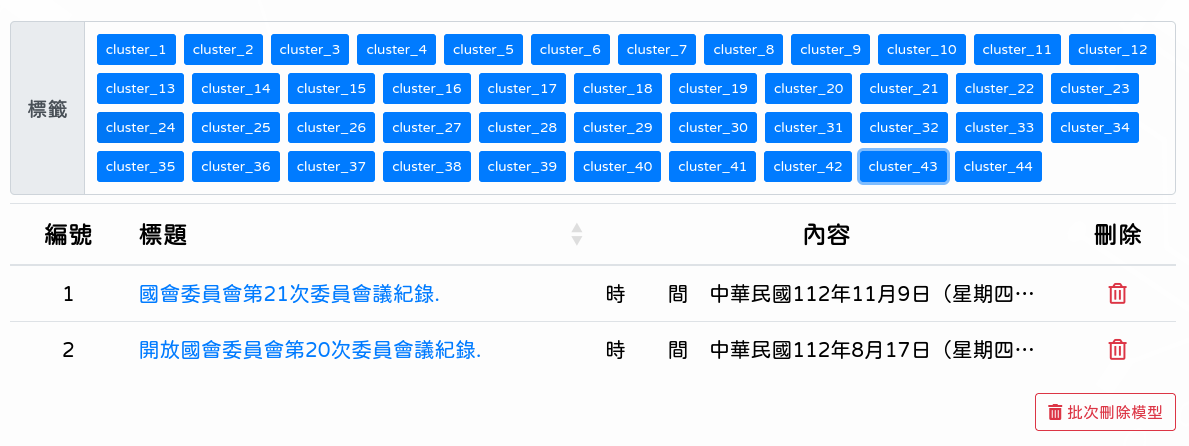 標籤
cluster_1 cluster_2 cluster_3 cluster_4 cluster_5 cluster_6 cluster_7 cluster_8 cluster_9 cluster_10 cluster_11 cluster_12
cluster_13 cluster_14 cluster_15 cluster_16 cluster_17 cluster_18 cluster_19 cluster_20 cluster_21 cluster_22 cluster_23
cluster_24 cluster_25 cluster_26 cluster_27 cluster_28 cluster_29 cluster_30 cluster_31 cluster_32 cluster_33 cluster_34
cluster_35 cluster_36 cluster_37 cluster_38 cluster_39 cluster_40 cluster_41 cluster_42 cluster_43 cluster_44
編號 標題 內容 刪除
1 國會委員會第21次委員會議紀錄. 時　　間　中華民國112年11月9日（星期四…
2 開放國會委員會第20次委員會議紀錄. 時　　間　中華民國112年8月17日（星期四…
批次刪除模型